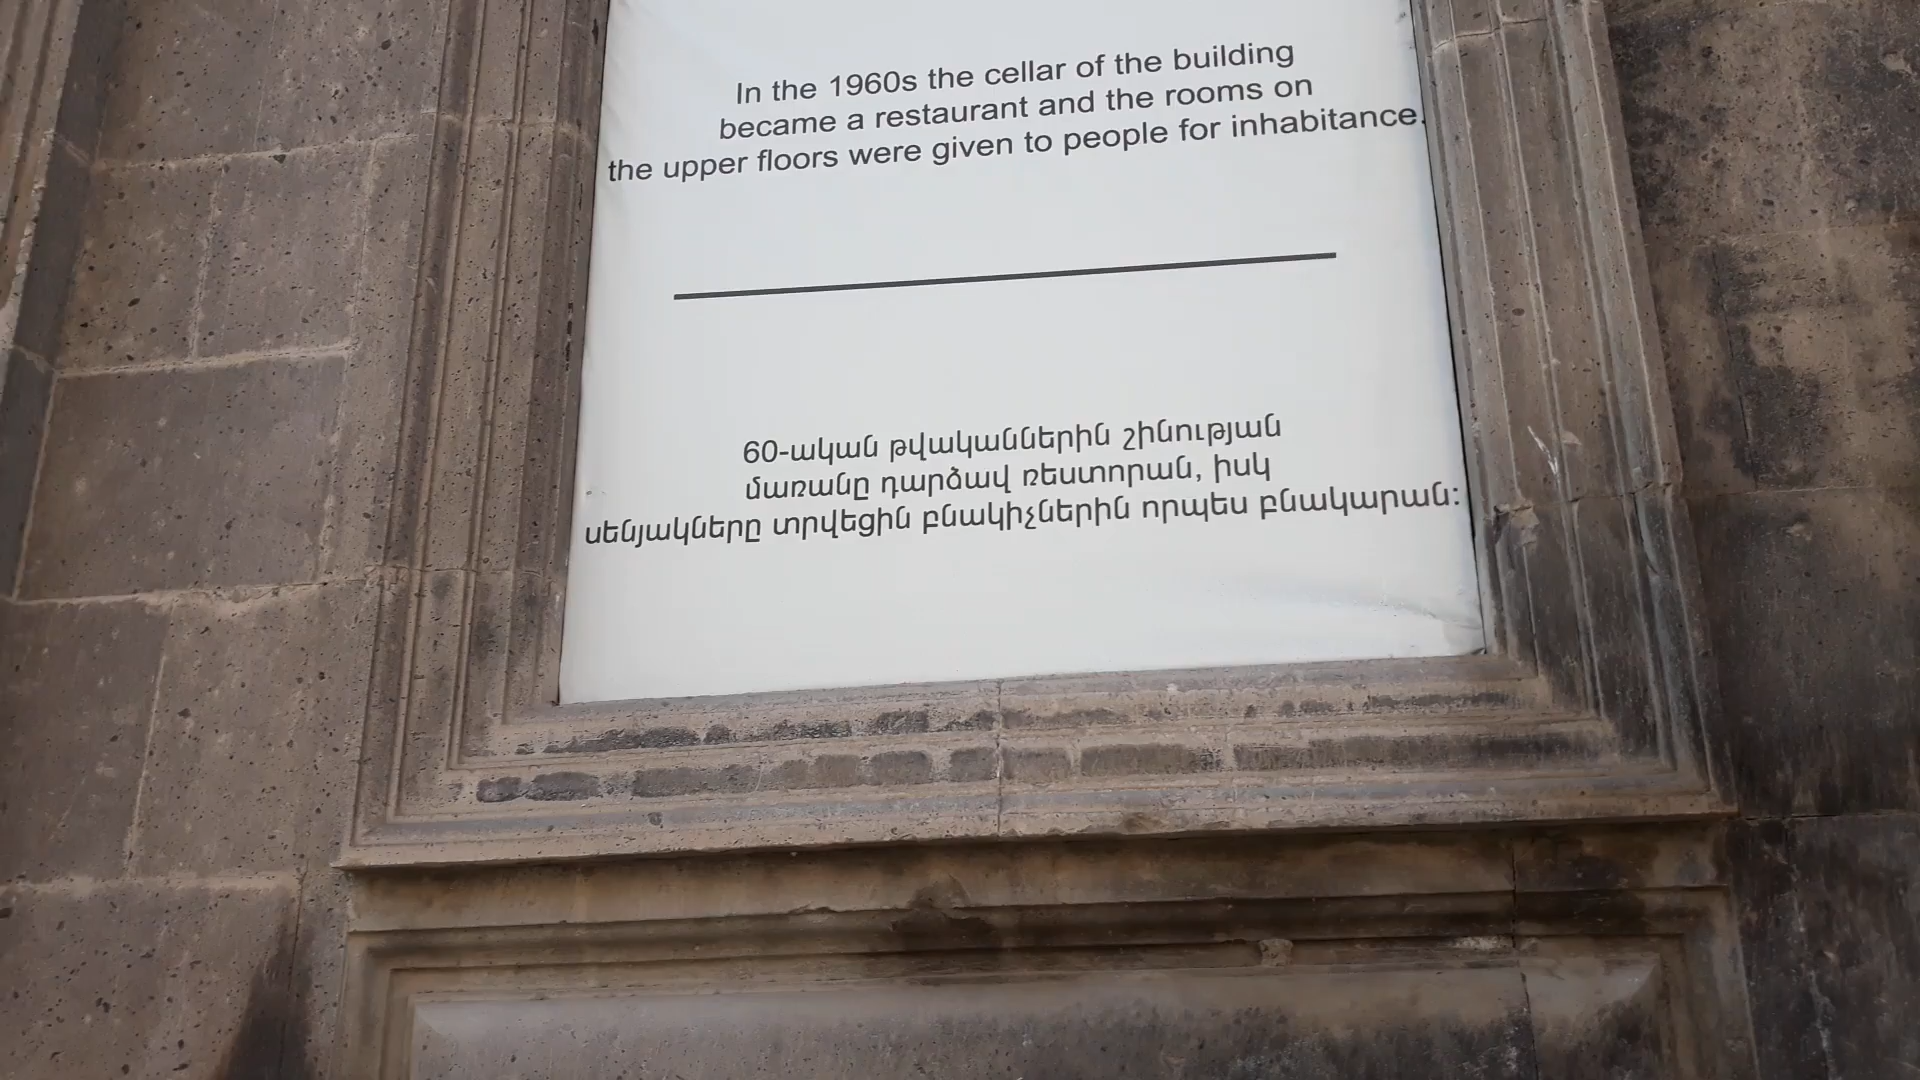 In the 1960s the cellar of the building
became a restaurant and the rooms on
the upper floors were given to people for inhabitance.
60-ական թվականներին շինության
մառանը դարձավ ռեստորան, իսկ
սենյակները տրվեցին բնակիչներին որպես բնակարան: